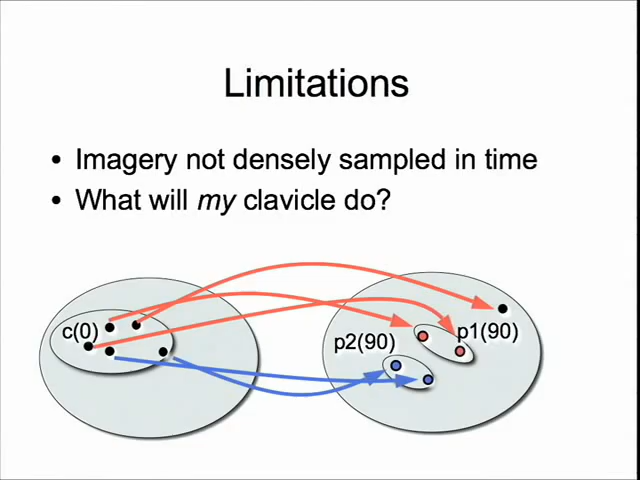 Limitations
• Imagery not densely sampled in time
• What will my clavicle do?
c(0)
p2(90)
p1(90)